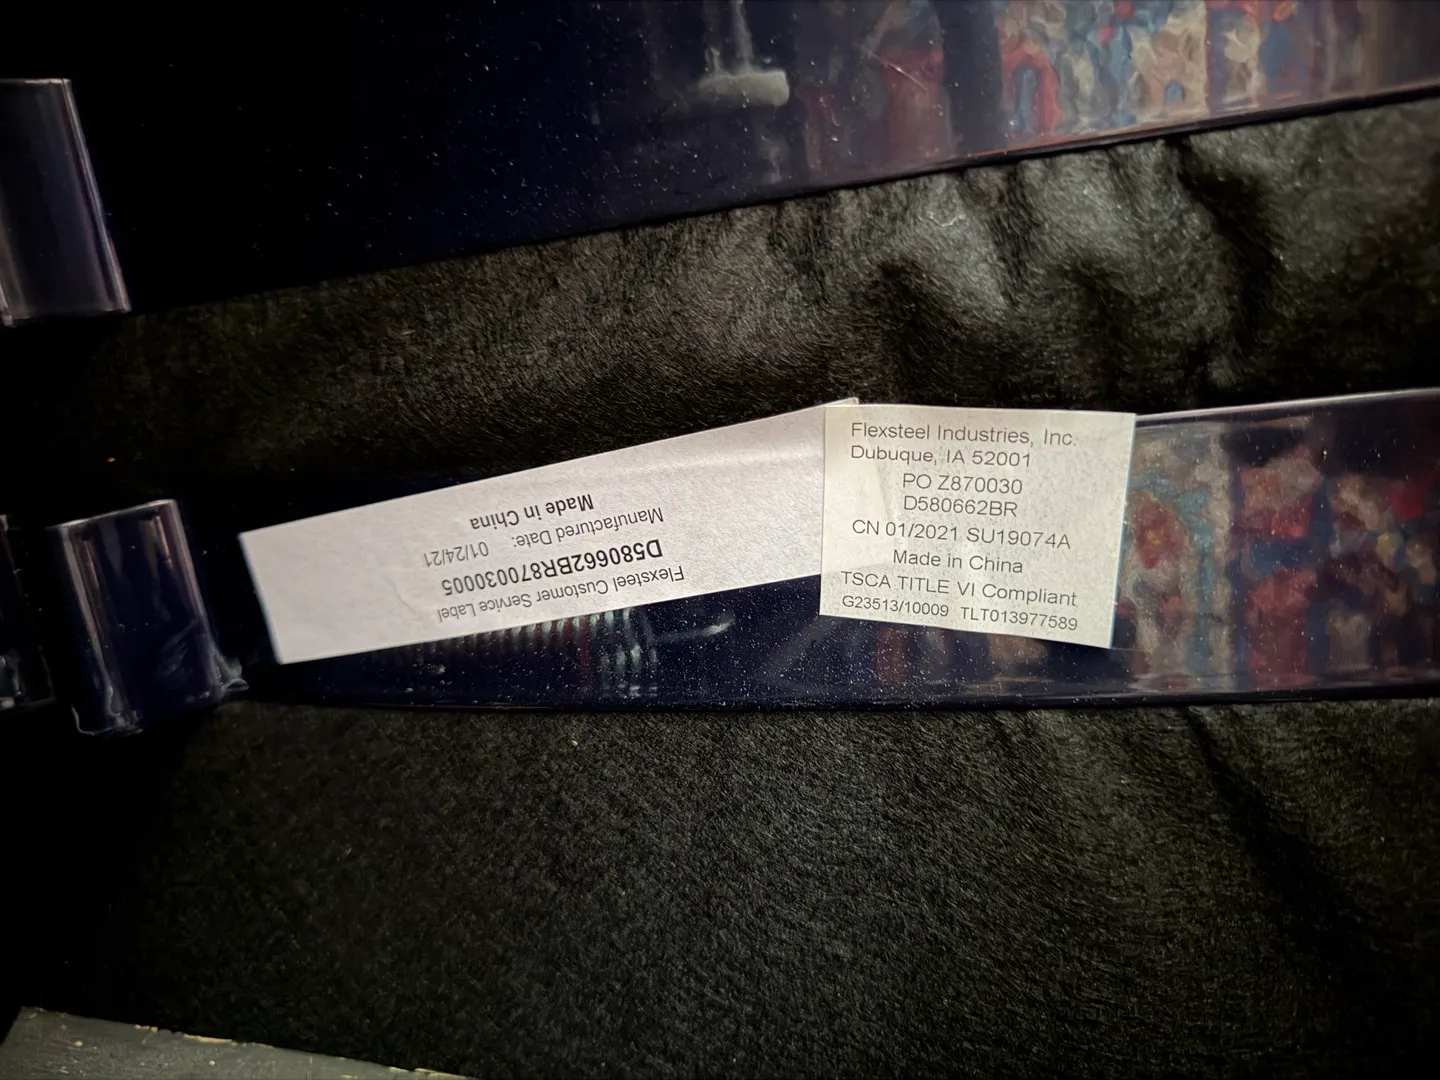 Flexsteel Customer Service Label
D580662BR870030005
Manufactured Date: 01/24/21
Made in China
Flexsteel Industries, Inc.
Dubuque, IA 52001
PO Z870030
D580662BR
CN 01/2021 SU19074A
Made in China
TSCA TITLE VI Compliant
G23513/10009 TLT013977589